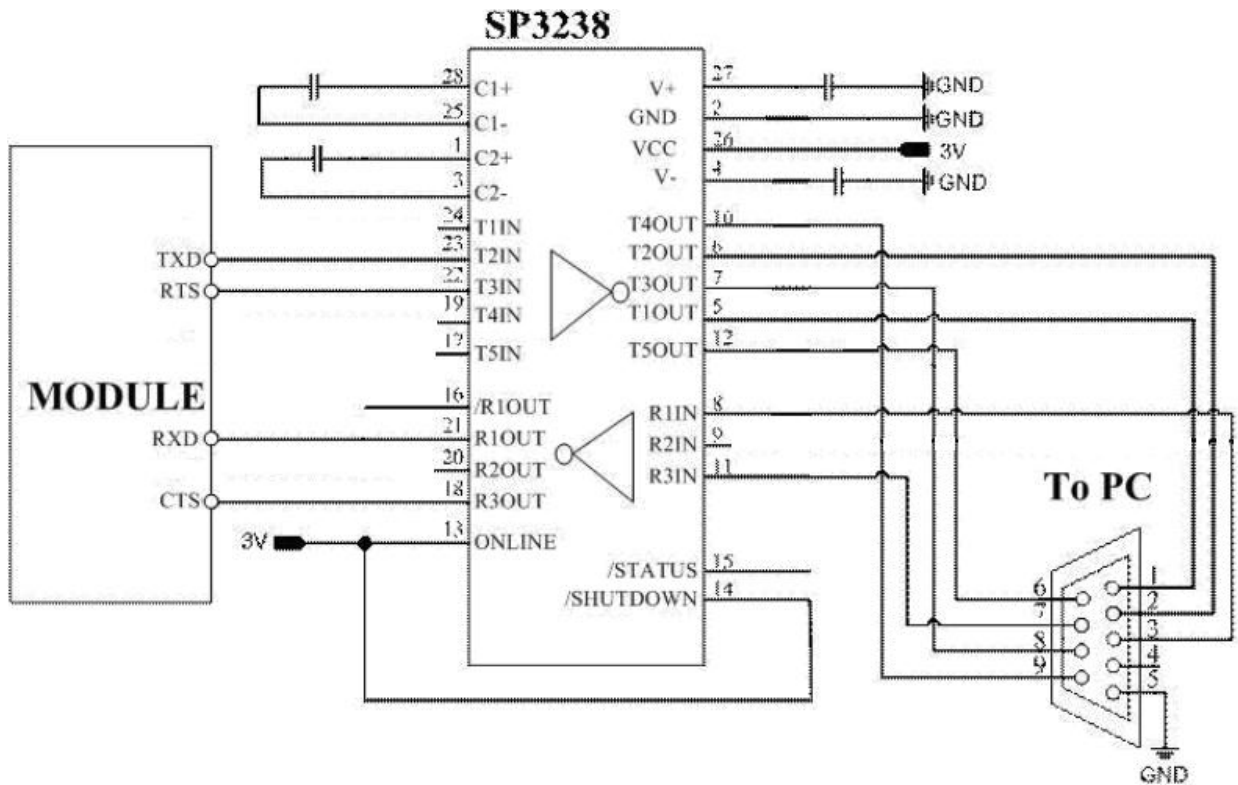 SP3238
28 C1+
25 C1-
1 C2+
3 C2-
24 T1IN
23 T2IN
22 T3IN
19 T4IN
17 T5IN
16 /R1OUT
21 R1OUT
20 R2OUT
18 R3OUT
13 ONLINE
V+ 27
GND 2
VCC 26
V- 4
T4OUT 10
T2OUT 6
T3OUT 7
T1OUT 5
T5OUT 12
R1IN 8
R2IN 9
R3IN 11
/STATUS 15
/SHUTDOWN 14
GND
GND
3V
GND
TXD
RTS
MODULE
RXD
CTS
3V
To PC
6
7
8
9
1
2
3
4
5
GND